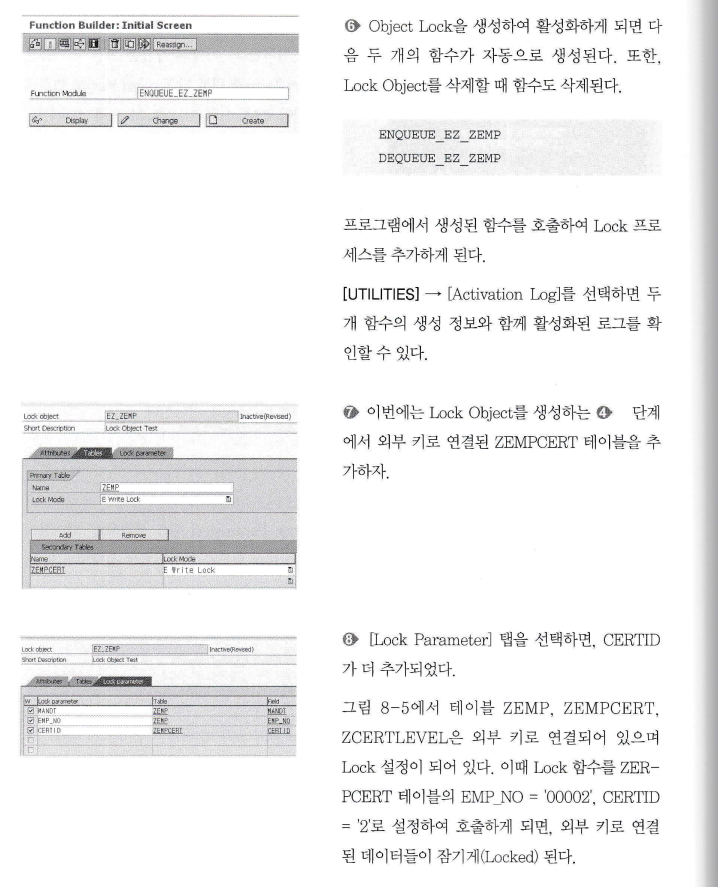 Function Builder: Initial Screen
Reassign...
Function Module
ENQUEUE_EZ_ZEMP
Display
Change
Create
❻ Object Lock을 생성하여 활성화하게 되면 다
음 두 개의 함수가 자동으로 생성된다. 또한,
Lock Object를 삭제할 때 함수도 삭제된다.
ENQUEUE_EZ_ZEMP
DEQUEUE_EZ_ZEMP
프로그램에서 생성된 함수를 호출하여 Lock 프로
세스를 추가하게 된다.
[UTILITIES] → [Activation Log]를 선택하면 두
개 함수의 생성 정보와 함께 활성화된 로그를 확
인할 수 있다.
Lock object EZ_ZEMP Inactive(Revised)
Short Description Lock Object Test
Attributes Tables Lock parameter
Primary Table
Name ZEMP
Lock Mode E Write Lock
Add Remove
Secondary Tables
Name Lock Mode
ZEMPCERT E Write Lock
❼ 이번에는 Lock Object를 생성하는 ❹ 단계
에서 외부 키로 연결된 ZEMPCERT 테이블을 추
가하자.
Lock object EZ_ZEMP Inactive(Revised)
Short Description Lock Object Test
Attributes Tables Lock parameter
W Lock parameter Table Field
MANDT ZEMP MANDT
EMP_NO ZEMP EMP_NO
CERTID ZEMPCERT CERTID
❽ [Lock Parameter] 탭을 선택하면, CERTID
가 더 추가되었다.
그림 8-5에서 테이블 ZEMP, ZEMPCERT,
ZCERTLEVEL은 외부 키로 연결되어 있으며
Lock 설정이 되어 있다. 이때 Lock 함수를 ZER-
PCERT 테이블의 EMP_NO = '00002', CERTID
= '2'로 설정하여 호출하게 되면, 외부 키로 연결
된 데이터들이 잠기게(Locked) 된다.